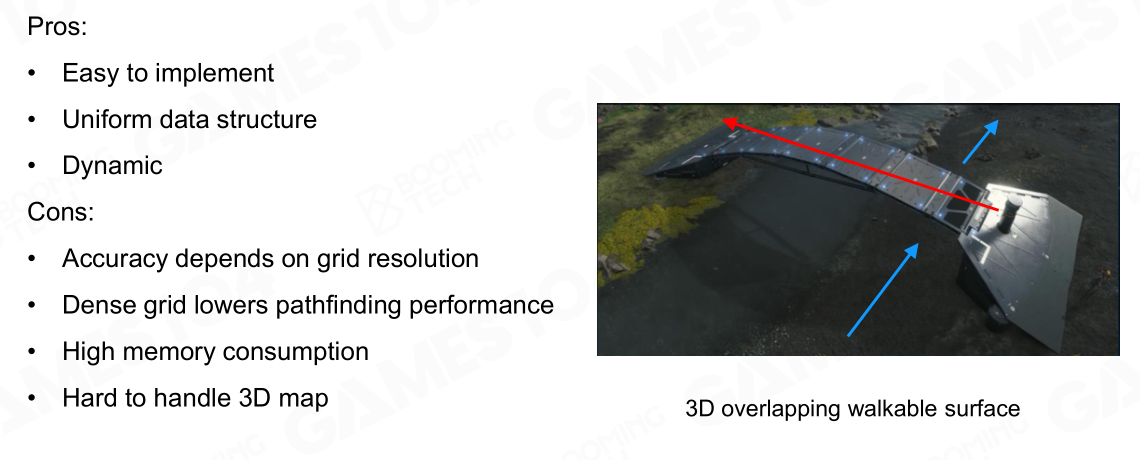 Pros:
• Easy to implement
• Uniform data structure
• Dynamic
Cons:
• Accuracy depends on grid resolution
• Dense grid lowers pathfinding performance
• High memory consumption
• Hard to handle 3D map
3D overlapping walkable surface
GAMES104
BOOMING
TECH